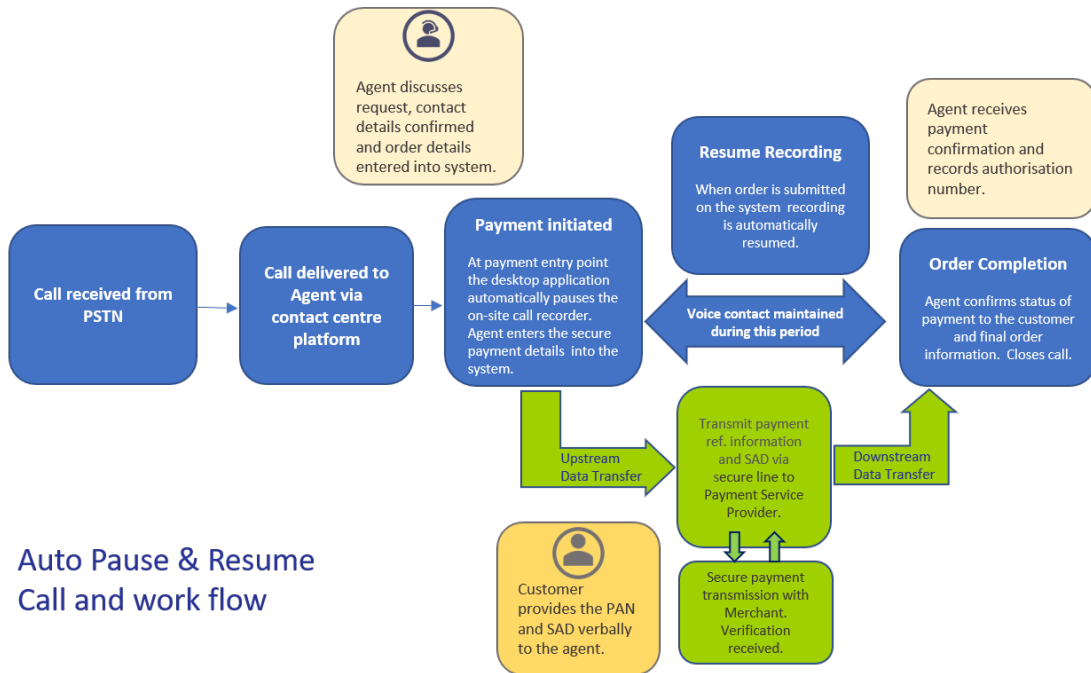 Agent discusses
request, contact
details confirmed
and order details
entered into system.
Agent receives
payment
confirmation and
records authorisation
number.
Resume Recording
When order is submitted
on the system recording
is automatically
resumed.
Call received from
PSTN
Call delivered to
Agent via
contact centre
platform
Payment initiated
At payment entry point
the desktop application
automatically pauses the
on-site call recorder.
Agent enters the secure
payment details into the
system.
Voice contact maintained
during this period
Order Completion
Agent confirms status of
payment to the customer
and final order
information. Closes call.
Upstream
Data Transfer
Transmit payment
ref. information
and SAD via
secure line to
Payment Service
Provider.
Downstream
Data Transfer
Customer
provides the PAN
and SAD verbally
to the agent.
Secure payment
transmission with
Merchant.
Verification
received.
Auto Pause & Resume
Call and work flow